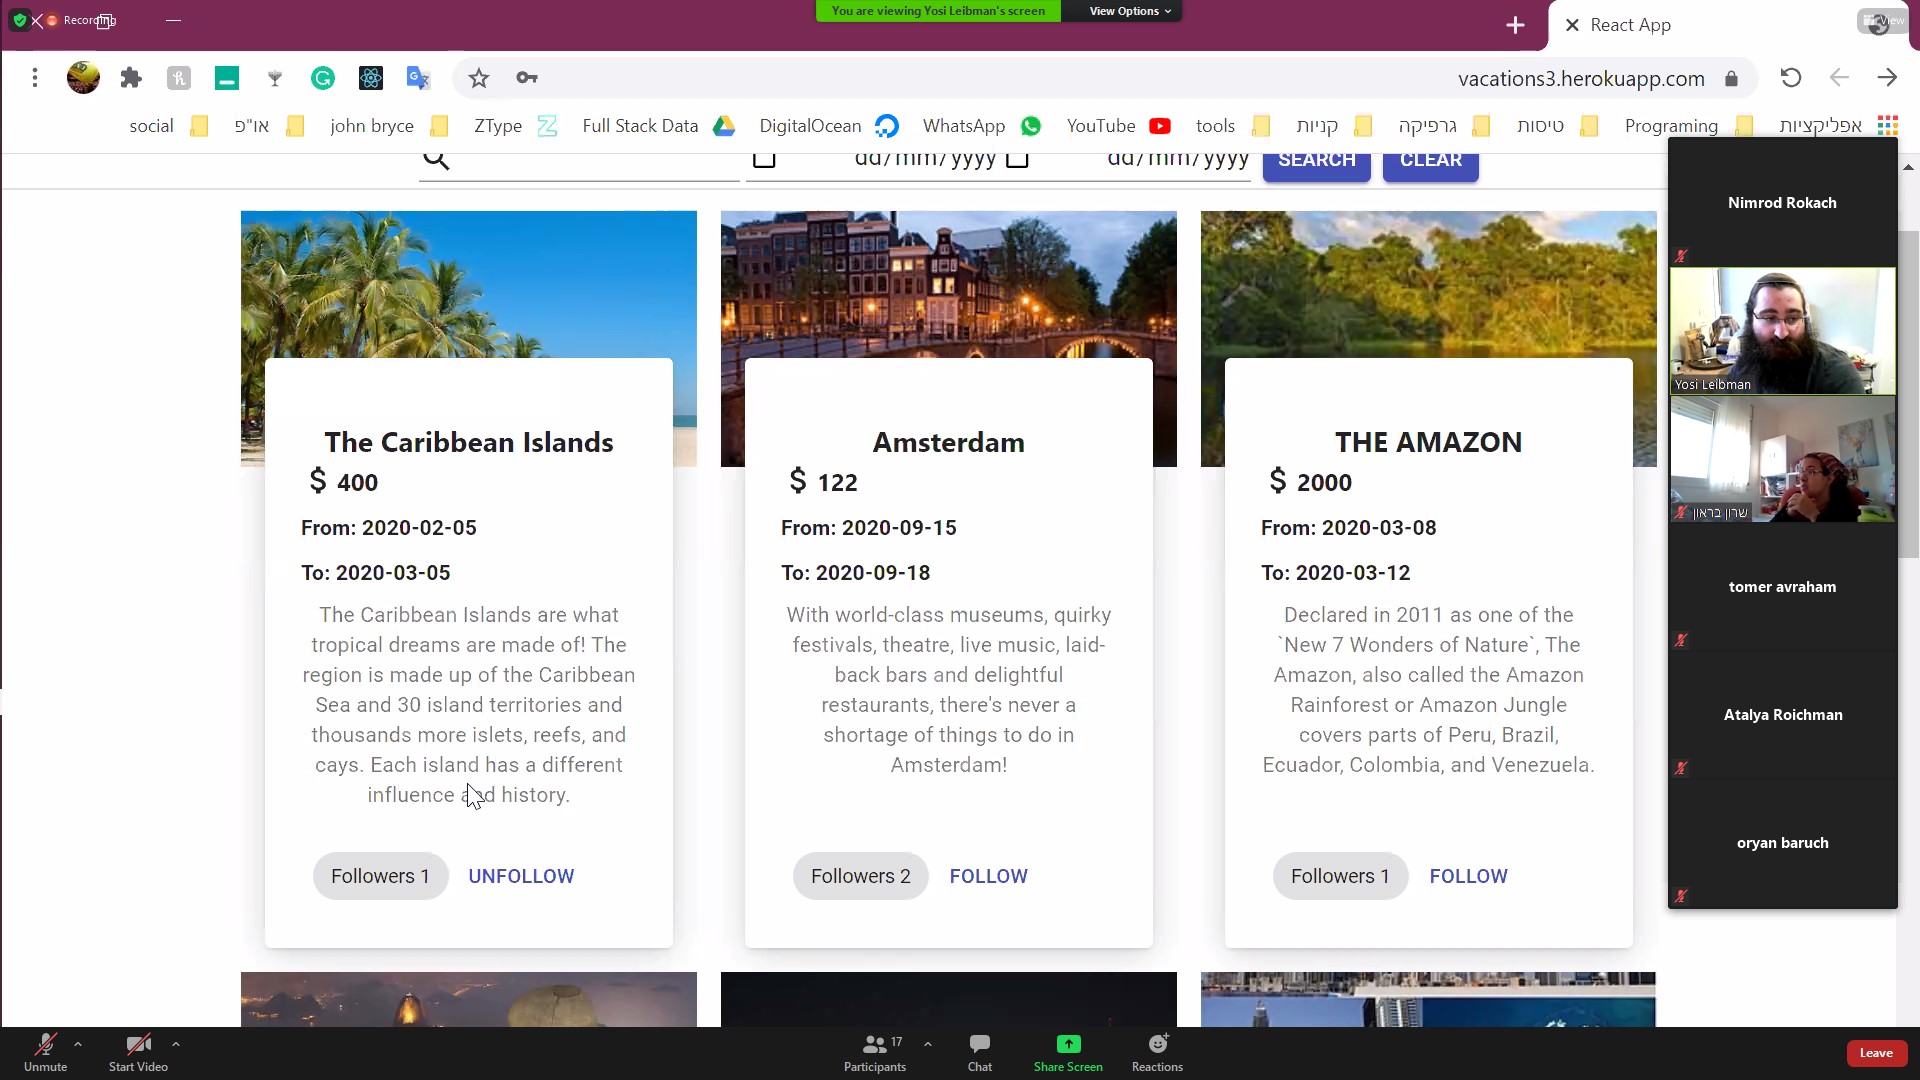 Recording
You are viewing Yosi Leibman's screen
View Options
React App
View
vacations3.herokuapp.com
social
או"פ
john bryce
ZType
Full Stack Data
DigitalOcean
WhatsApp
YouTube
tools
קניות
גרפיקה
טיסות
Programing
אפליקציות
dd/mm/yyyy
dd/mm/yyyy
SEARCH
CLEAR
The Caribbean Islands
$ 400
From: 2020-02-05
To: 2020-03-05
The Caribbean Islands are what
tropical dreams are made of! The
region is made up of the Caribbean
Sea and 30 island territories and
thousands more islets, reefs, and
cays. Each island has a different
influence and history.
Followers 1
UNFOLLOW
Amsterdam
$ 122
From: 2020-09-15
To: 2020-09-18
With world-class museums, quirky
festivals, theatre, live music, laid-
back bars and delightful
restaurants, there's never a
shortage of things to do in
Amsterdam!
Followers 2
FOLLOW
THE AMAZON
$ 2000
From: 2020-03-08
To: 2020-03-12
Declared in 2011 as one of the
`New 7 Wonders of Nature`, The
Amazon, also called the Amazon
Rainforest or Amazon Jungle
covers parts of Peru, Brazil,
Ecuador, Colombia, and Venezuela.
Followers 1
FOLLOW
Nimrod Rokach
Yosi Leibman
שרון בראון
tomer avraham
Atalya Roichman
oryan baruch
Unmute
Start Video
17
Participants
Chat
Share Screen
Reactions
Leave